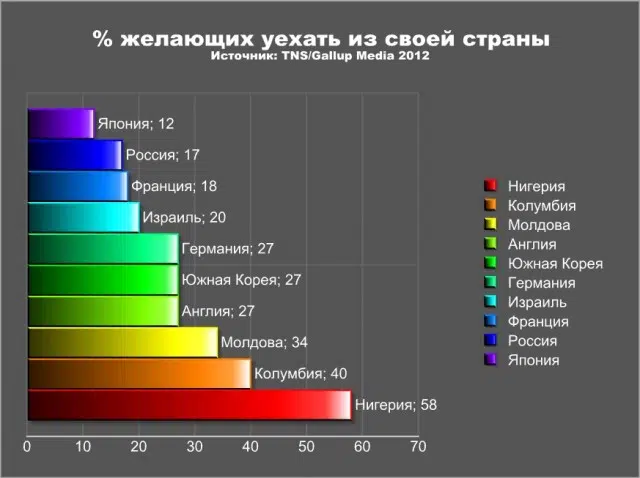 % желающих уехать из своей страны
Источник: TNS/Gallup Media 2012
Япония; 12
Россия; 17
Франция; 18
Израиль; 20
Германия; 27
Южная Корея; 27
Англия; 27
Молдова; 34
Колумбия; 40
Нигерия; 58
0 10 20 30 40 50 60 70
Нигерия
Колумбия
Молдова
Англия
Южная Корея
Германия
Израиль
Франция
Россия
Япония